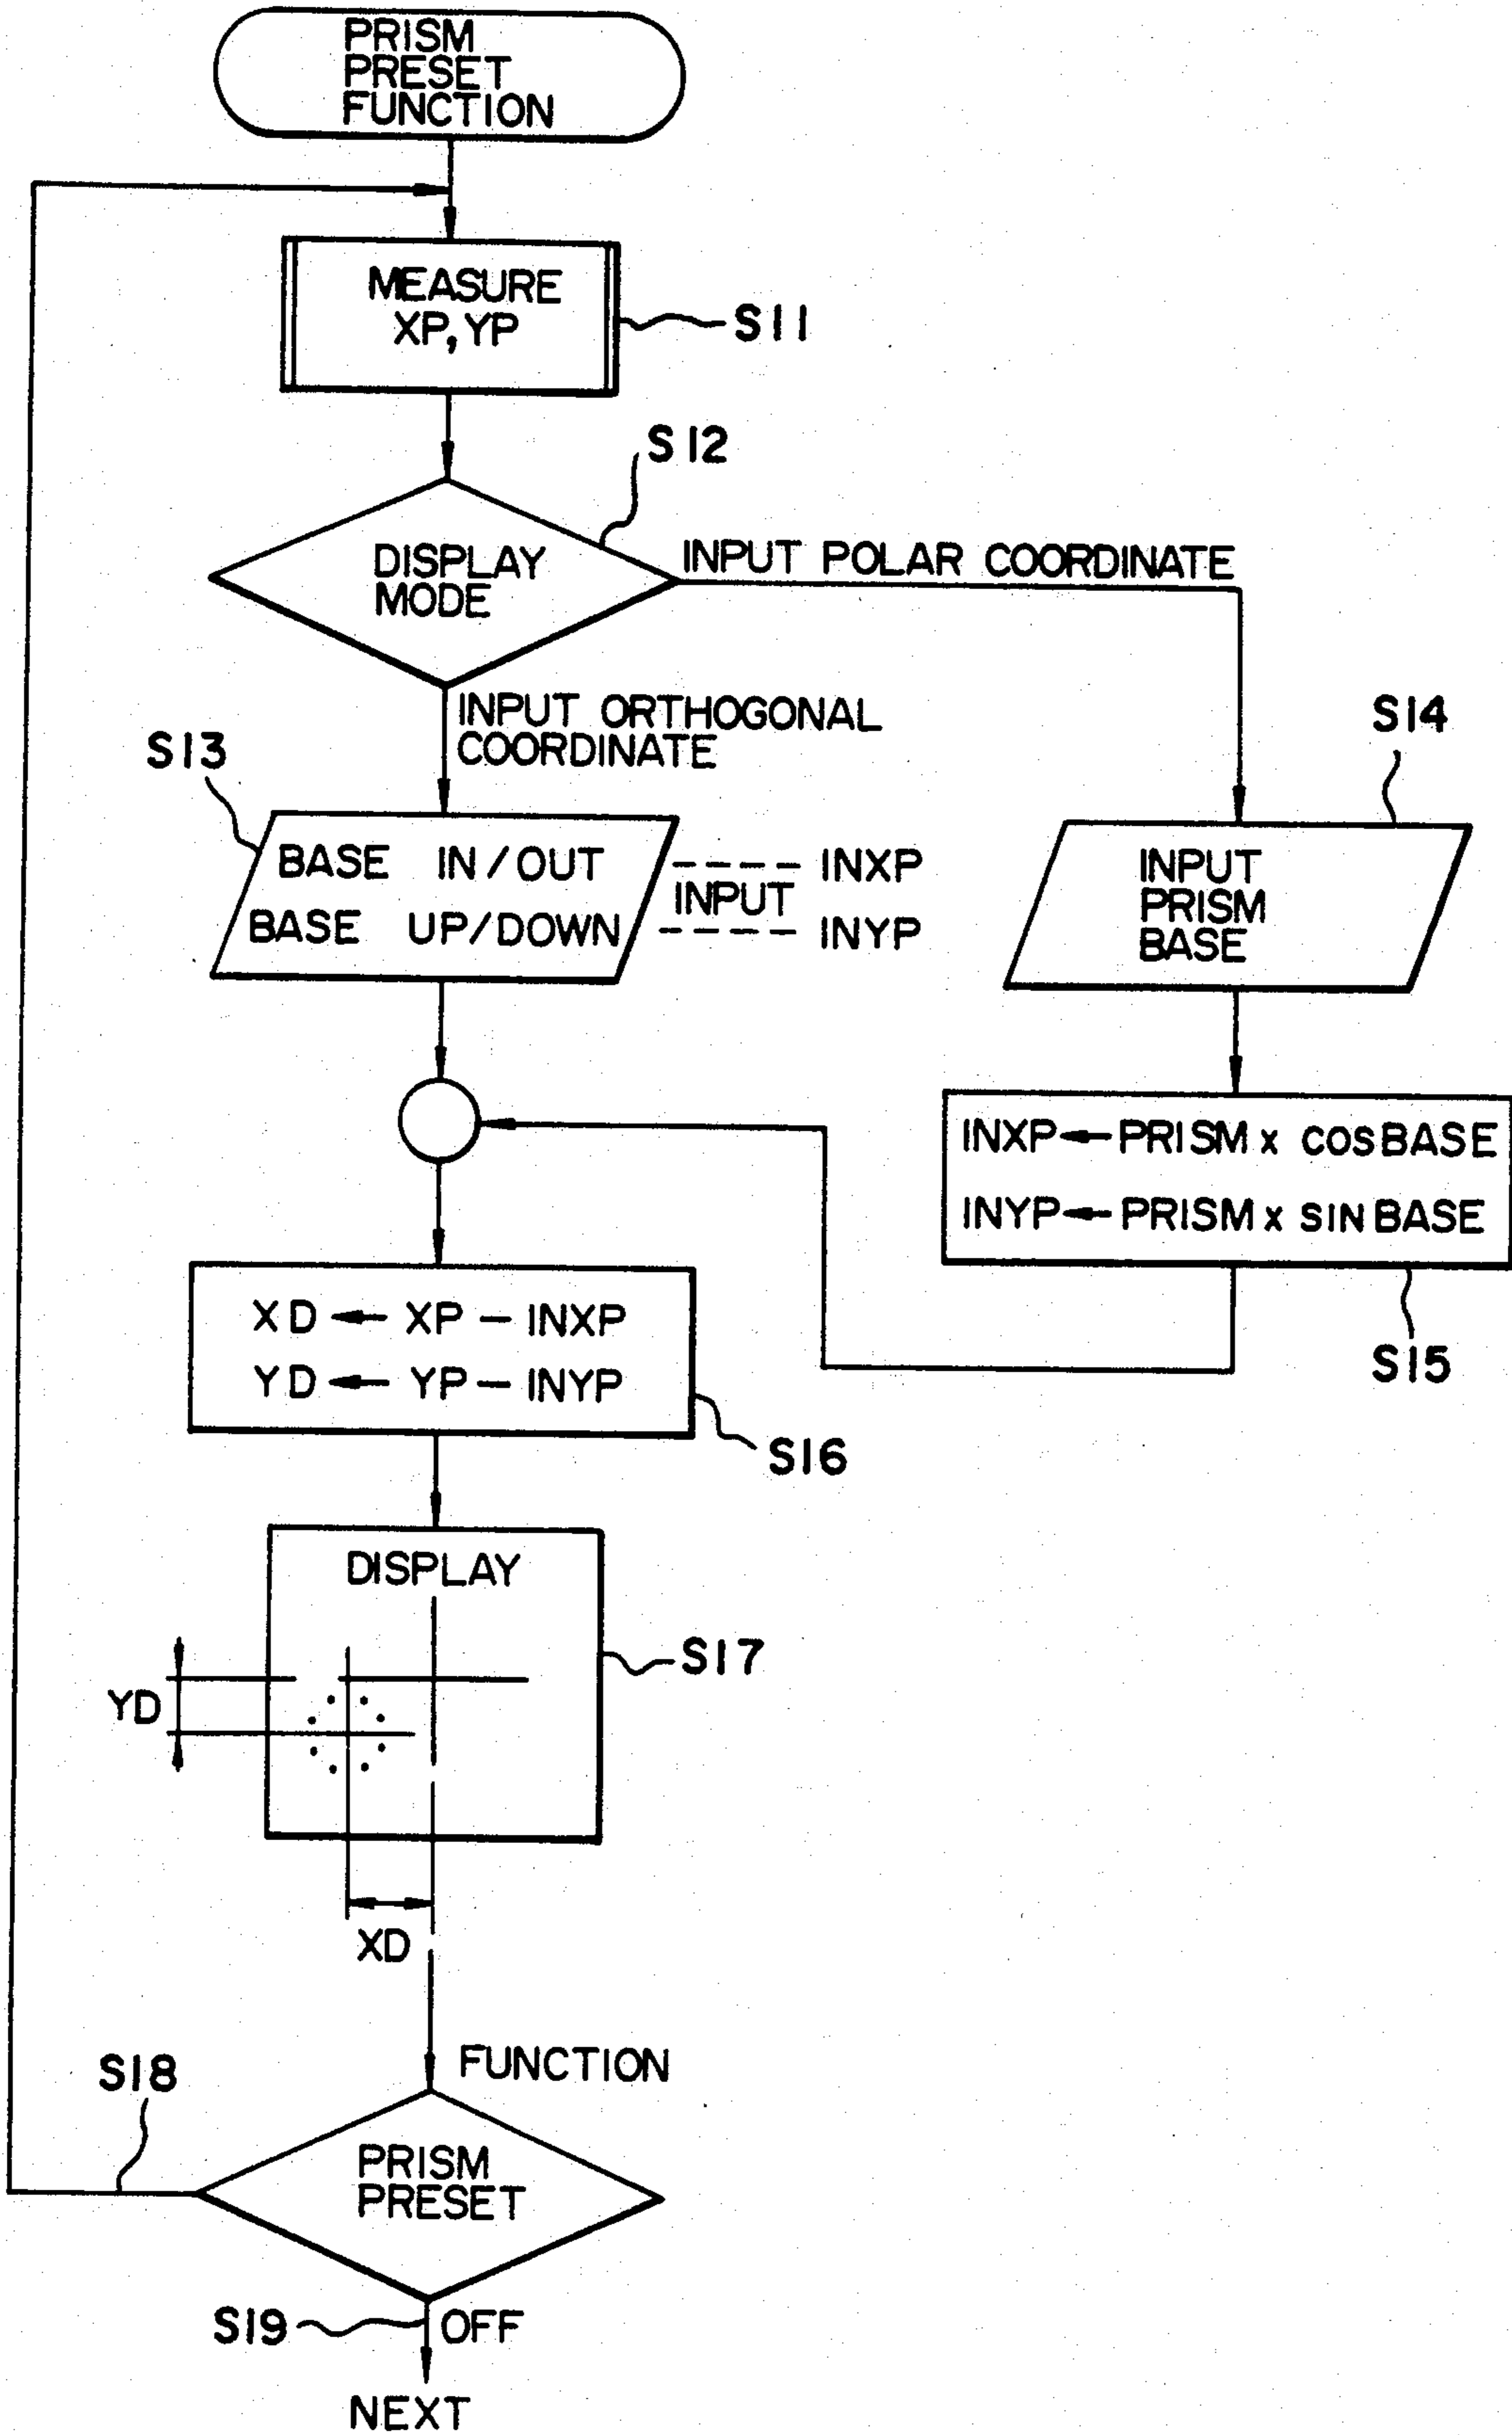 PRISM
PRESET
FUNCTION
MEASURE
XP, YP
S11
S12
DISPLAY
MODE
INPUT POLAR COORDINATE
INPUT ORTHOGONAL
COORDINATE
S13
S14
BASE IN/OUT
BASE UP/DOWN
---- INXP
INPUT
---- INYP
INPUT
PRISM
BASE
INXP ← PRISM x COS BASE
INYP ← PRISM x SIN BASE
S15
XD ← XP - INXP
YD ← YP - INYP
S16
DISPLAY
S17
YD
XD
FUNCTION
S18
PRISM
PRESET
S19
OFF
NEXT